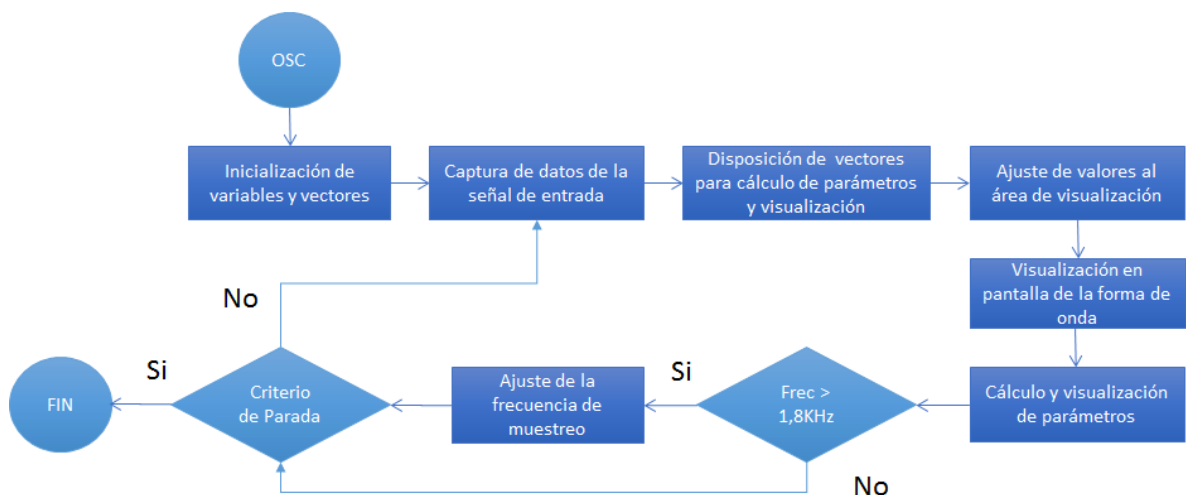 OSC
Inicialización de
variables y vectores
Captura de datos de la
señal de entrada
Disposición de vectores
para cálculo de parámetros
y visualización
Ajuste de valores al
área de visualización
Visualización en
pantalla de la forma de
onda
No
Si
FIN
Criterio
de Parada
Ajuste de la
frecuencia de
muestreo
Si
Frec >
1,8KHz
Cálculo y visualización
de parámetros
No